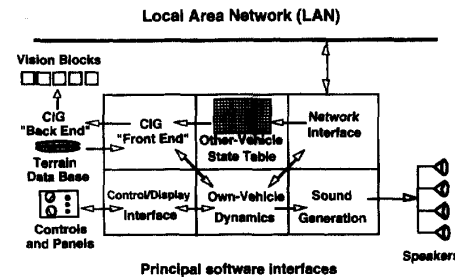 Local Area Network (LAN)
Vision Blocks
CIG
"Back End"
Terrain
Data Base
CIG
"Front End"
Other-Vehicle
State Table
Network
Interface
Control/Display
Interface
Own-Vehicle
Dynamics
Sound
Generation
Controls
and Panels
Speakers
Principal software interfaces